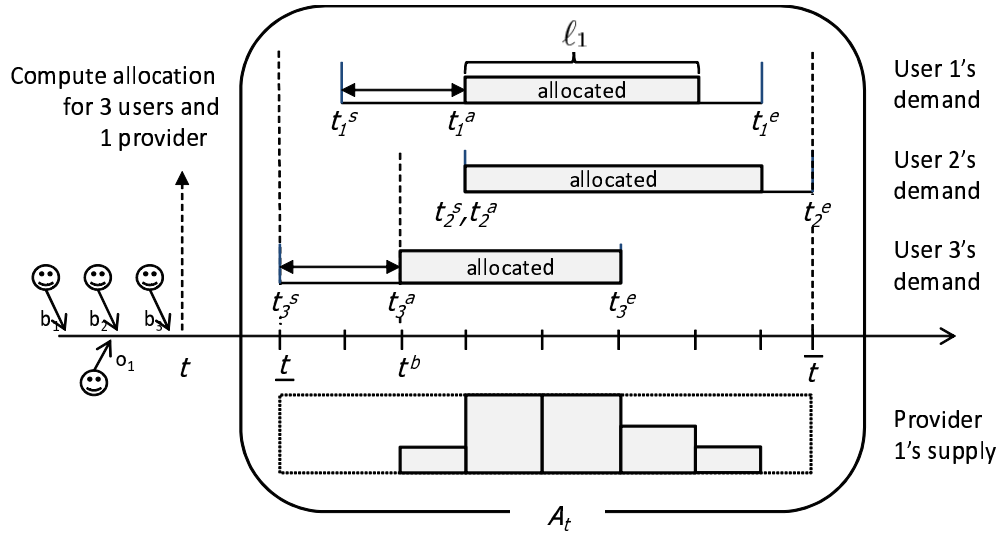 Compute allocation
for 3 users and
1 provider
ℓ₁
allocated
t₁ˢ t₁ᵃ t₁ᵉ
User 1's
demand
allocated
t₂ˢ,t₂ᵃ t₂ᵉ
User 2's
demand
allocated
t₃ˢ t₃ᵃ t₃ᵉ
User 3's
demand
b₁ b₂ b₃
o₁ t t tᵇ t
Provider
1's supply
Aₜ